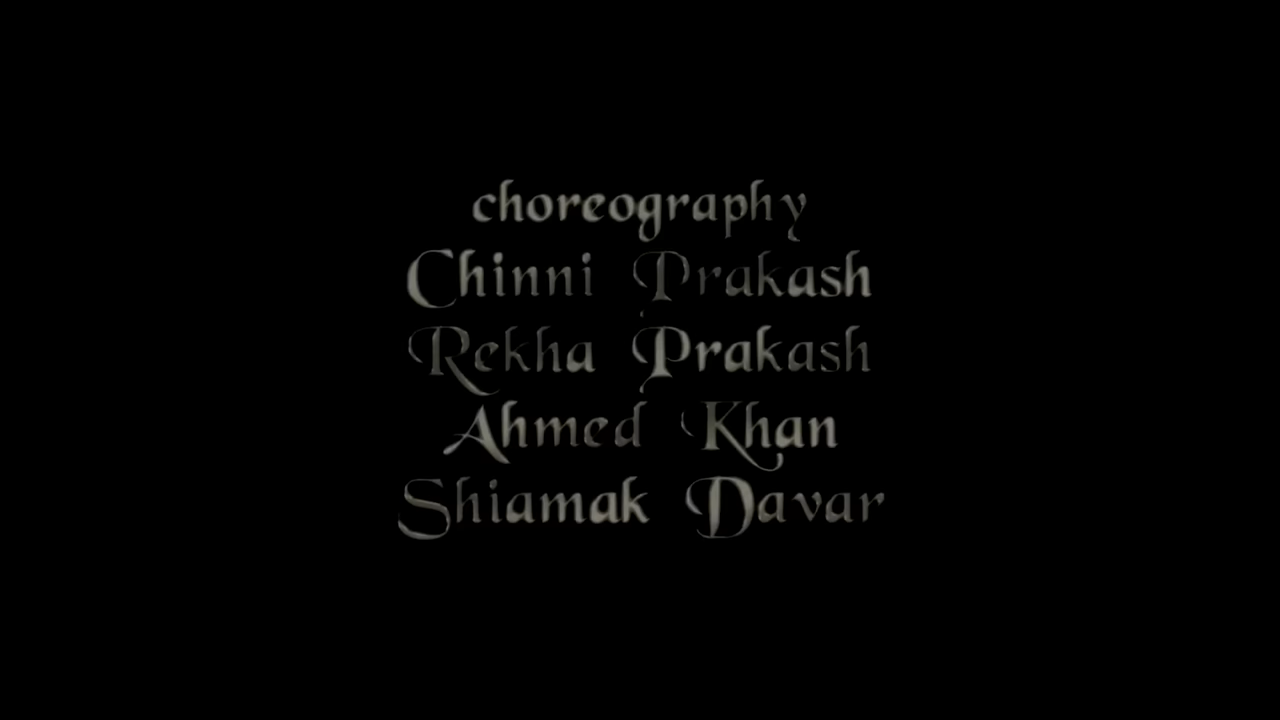 choreography
Chinni Prakash
Rekha Prakash
Ahmed Khan
Shiamak Davar